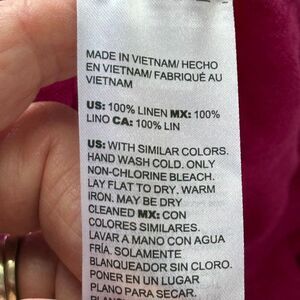 MADE IN VIETNAM/ HECHO
EN VIETNAM/ FABRIQUÉ AU
VIETNAM
US: 100% LINEN MX: 100%
LINO CA: 100% LIN
US: WITH SIMILAR COLORS.
HAND WASH COLD. ONLY
NON-CHLORINE BLEACH.
LAY FLAT TO DRY. WARM
IRON. MAY BE DRY
CLEANED MX: CON
COLORES SIMILARES.
LAVAR A MANO CON AGUA
FRÍA. SOLAMENTE
BLANQUEADOR SIN CLORO.
PONER EN UN LUGAR
PLANO PARA SECAR.